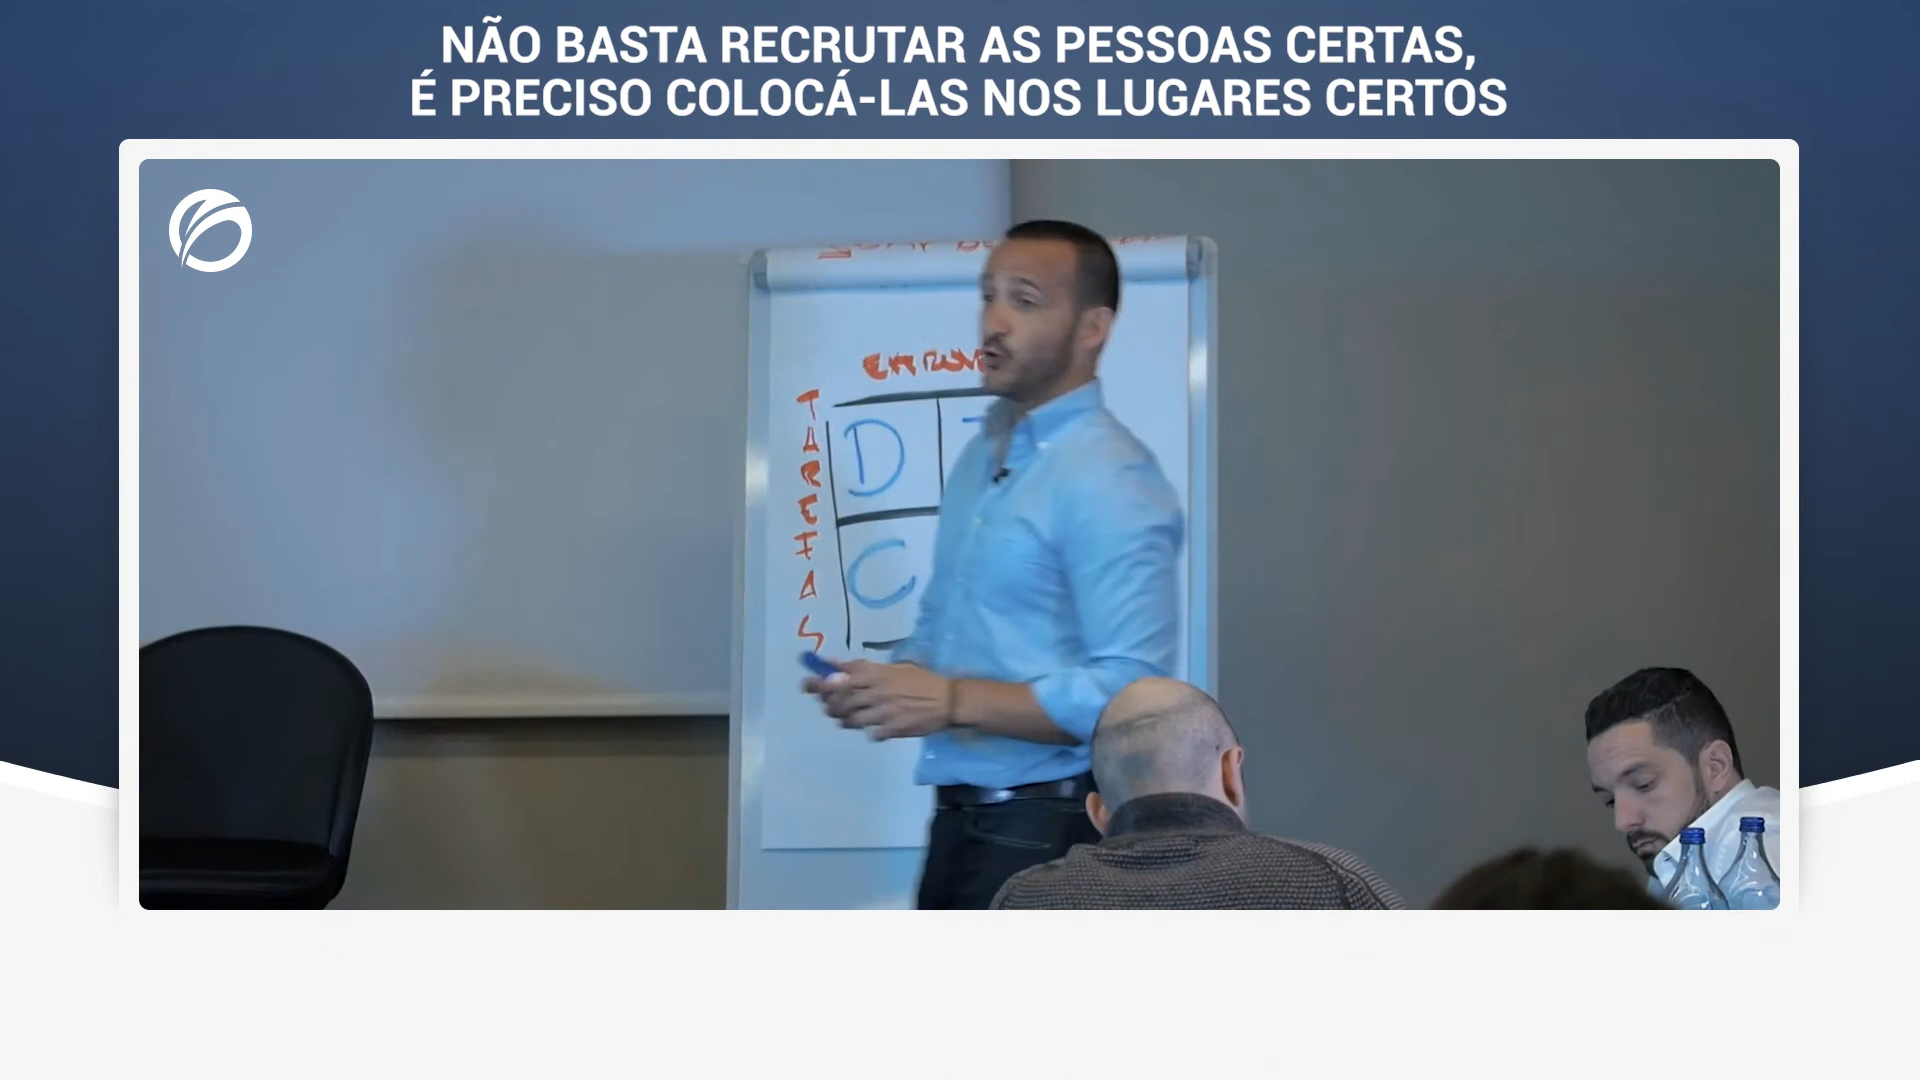 NÃO BASTA RECRUTAR AS PESSOAS CERTAS,
É PRECISO COLOCÁ-LAS NOS LUGARES CERTOS
TAREFAS
D
C